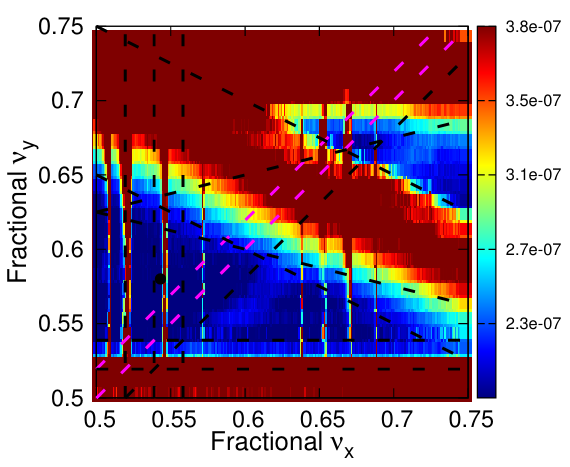 0.75
0.7
0.65
0.6
0.55
0.5
Fractional νy
0.5 0.55 0.6 0.65 0.7 0.75
Fractional νx
3.8e-07
3.5e-07
3.1e-07
2.7e-07
2.3e-07